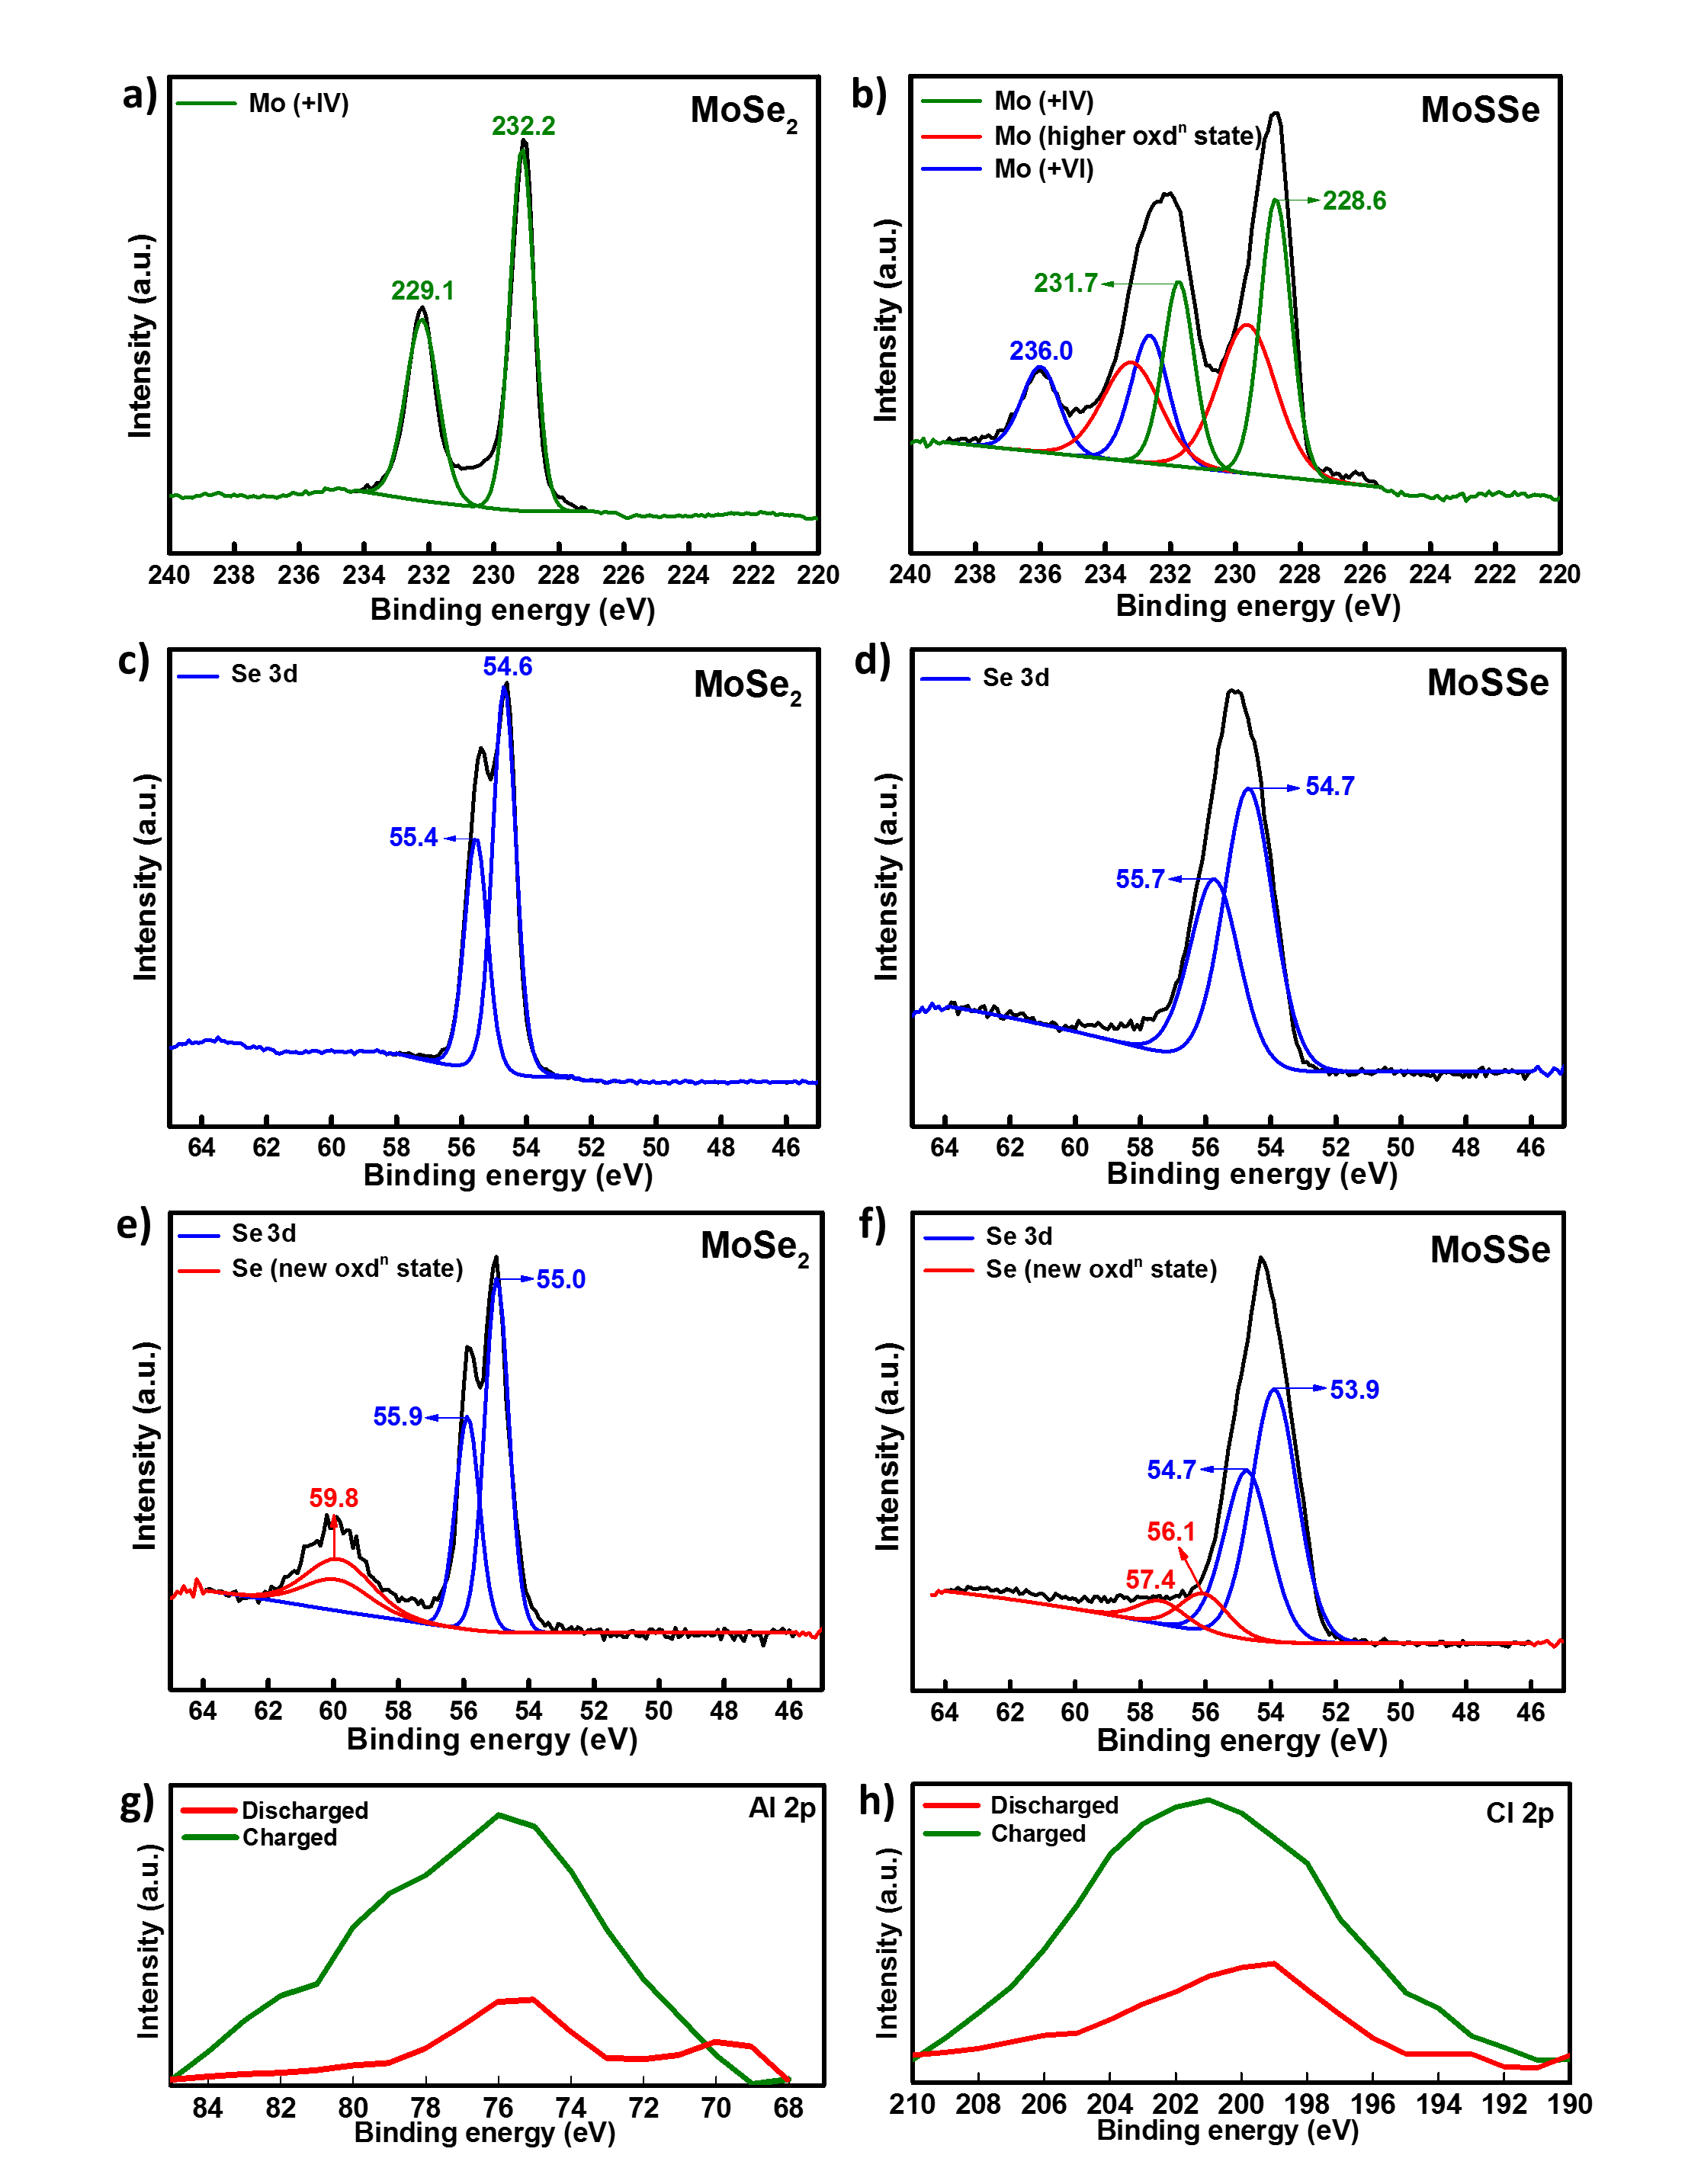 a)
Mo (+IV)
MoSe2
232.2
229.1
Intensity (a.u.)
240 238 236 234 232 230 228 226 224 222 220
Binding energy (eV)
b)
Mo (+IV)
Mo (higher oxdn state)
Mo (+VI)
MoSSe
228.6
231.7
236.0
Intensity (a.u.)
240 238 236 234 232 230 228 226 224 222 220
Binding energy (eV)
c)
Se 3d
54.6
MoSe2
55.4
Intensity (a.u.)
64 62 60 58 56 54 52 50 48 46
Binding energy (eV)
d)
Se 3d
MoSSe
54.7
55.7
Intensity (a.u.)
64 62 60 58 56 54 52 50 48 46
Binding energy (eV)
e)
Se 3d
Se (new oxdn state)
MoSe2
55.0
55.9
59.8
Intensity (a.u.)
64 62 60 58 56 54 52 50 48 46
Binding energy (eV)
f)
Se 3d
Se (new oxdn state)
MoSSe
53.9
54.7
56.1
57.4
Intensity (a.u.)
64 62 60 58 56 54 52 50 48 46
Binding energy (eV)
g)
Discharged
Charged
Al 2p
Intensity (a.u.)
84 82 80 78 76 74 72 70 68
Binding energy (eV)
h)
Discharged
Charged
Cl 2p
Intensity (a.u.)
210 208 206 204 202 200 198 196 194 192 190
Binding energy (eV)